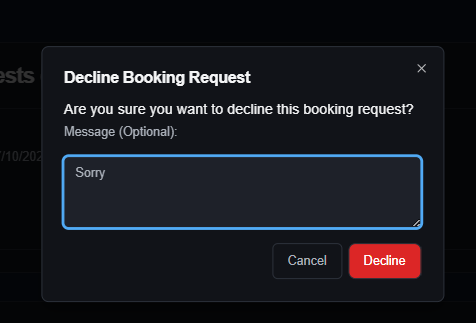 ests
Decline Booking Request
Are you sure you want to decline this booking request?
Message (Optional):
/10/202
Sorry
Cancel
Decline